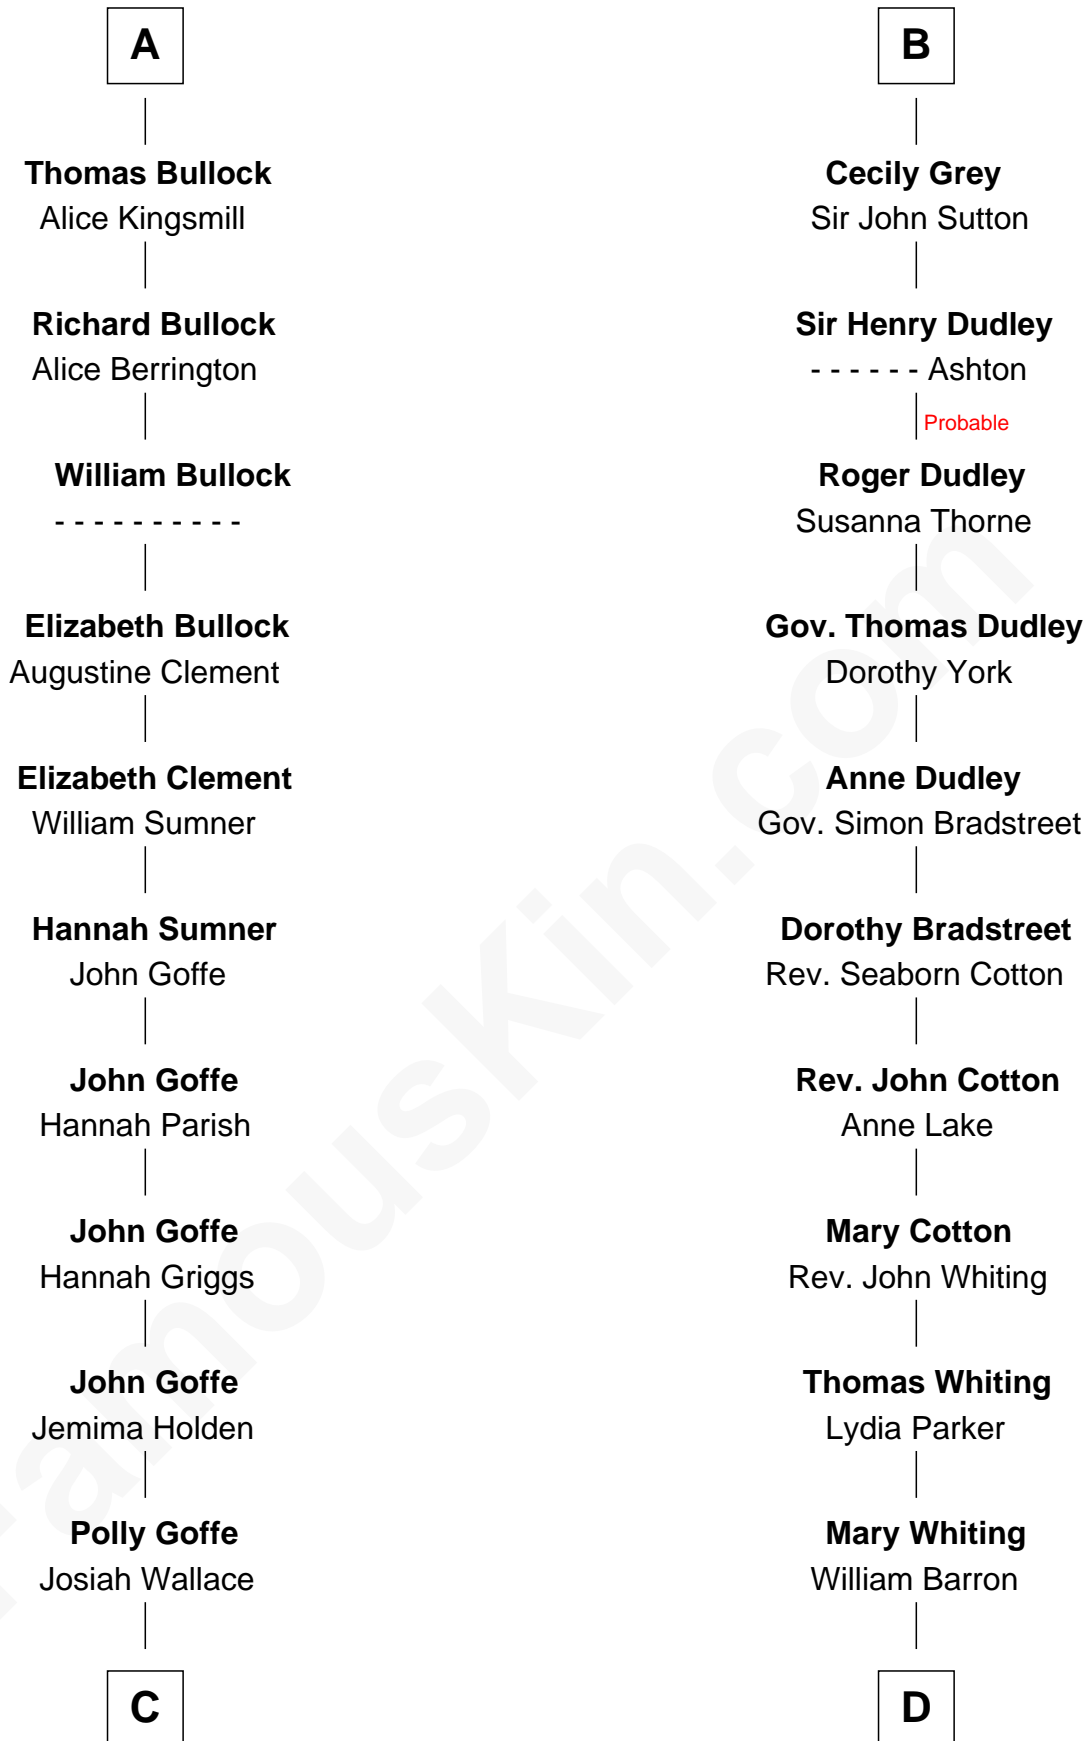 A
Thomas Bullock
Alice Kingsmill
Richard Bullock
Alice Berrington
William Bullock
- - - - - - - - - -
Elizabeth Bullock
Augustine Clement
Elizabeth Clement
William Sumner
Hannah Sumner
John Goffe
John Goffe
Hannah Parish
John Goffe
Hannah Griggs
John Goffe
Jemima Holden
Polly Goffe
Josiah Wallace
C
B
Cecily Grey
Sir John Sutton
Sir Henry Dudley
- - - - - - Ashton
Probable
Roger Dudley
Susanna Thorne
Gov. Thomas Dudley
Dorothy York
Anne Dudley
Gov. Simon Bradstreet
Dorothy Bradstreet
Rev. Seaborn Cotton
Rev. John Cotton
Anne Lake
Mary Cotton
Rev. John Whiting
Thomas Whiting
Lydia Parker
Mary Whiting
William Barron
D
FamousKin.com